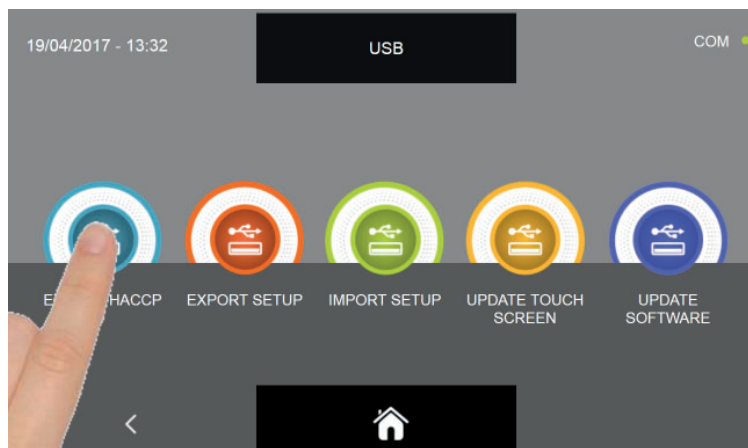 19/04/2017 - 13:32
USB
COM
HACCP
EXPORT SETUP
IMPORT SETUP
UPDATE TOUCH
SCREEN
UPDATE
SOFTWARE